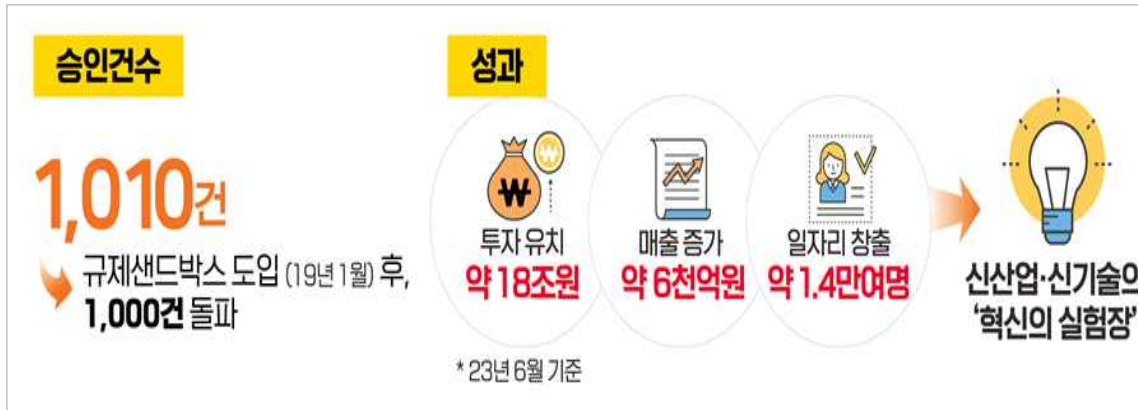 승인건수
1,010건
규제샌드박스 도입 (19년 1월) 후,
1,000건 돌파
성과
투자 유치
약 18조원
매출 증가
약 6천억원
일자리 창출
약 1.4만여명
* 23년 6월 기준
신산업·신기술의
‘혁신의 실험장’